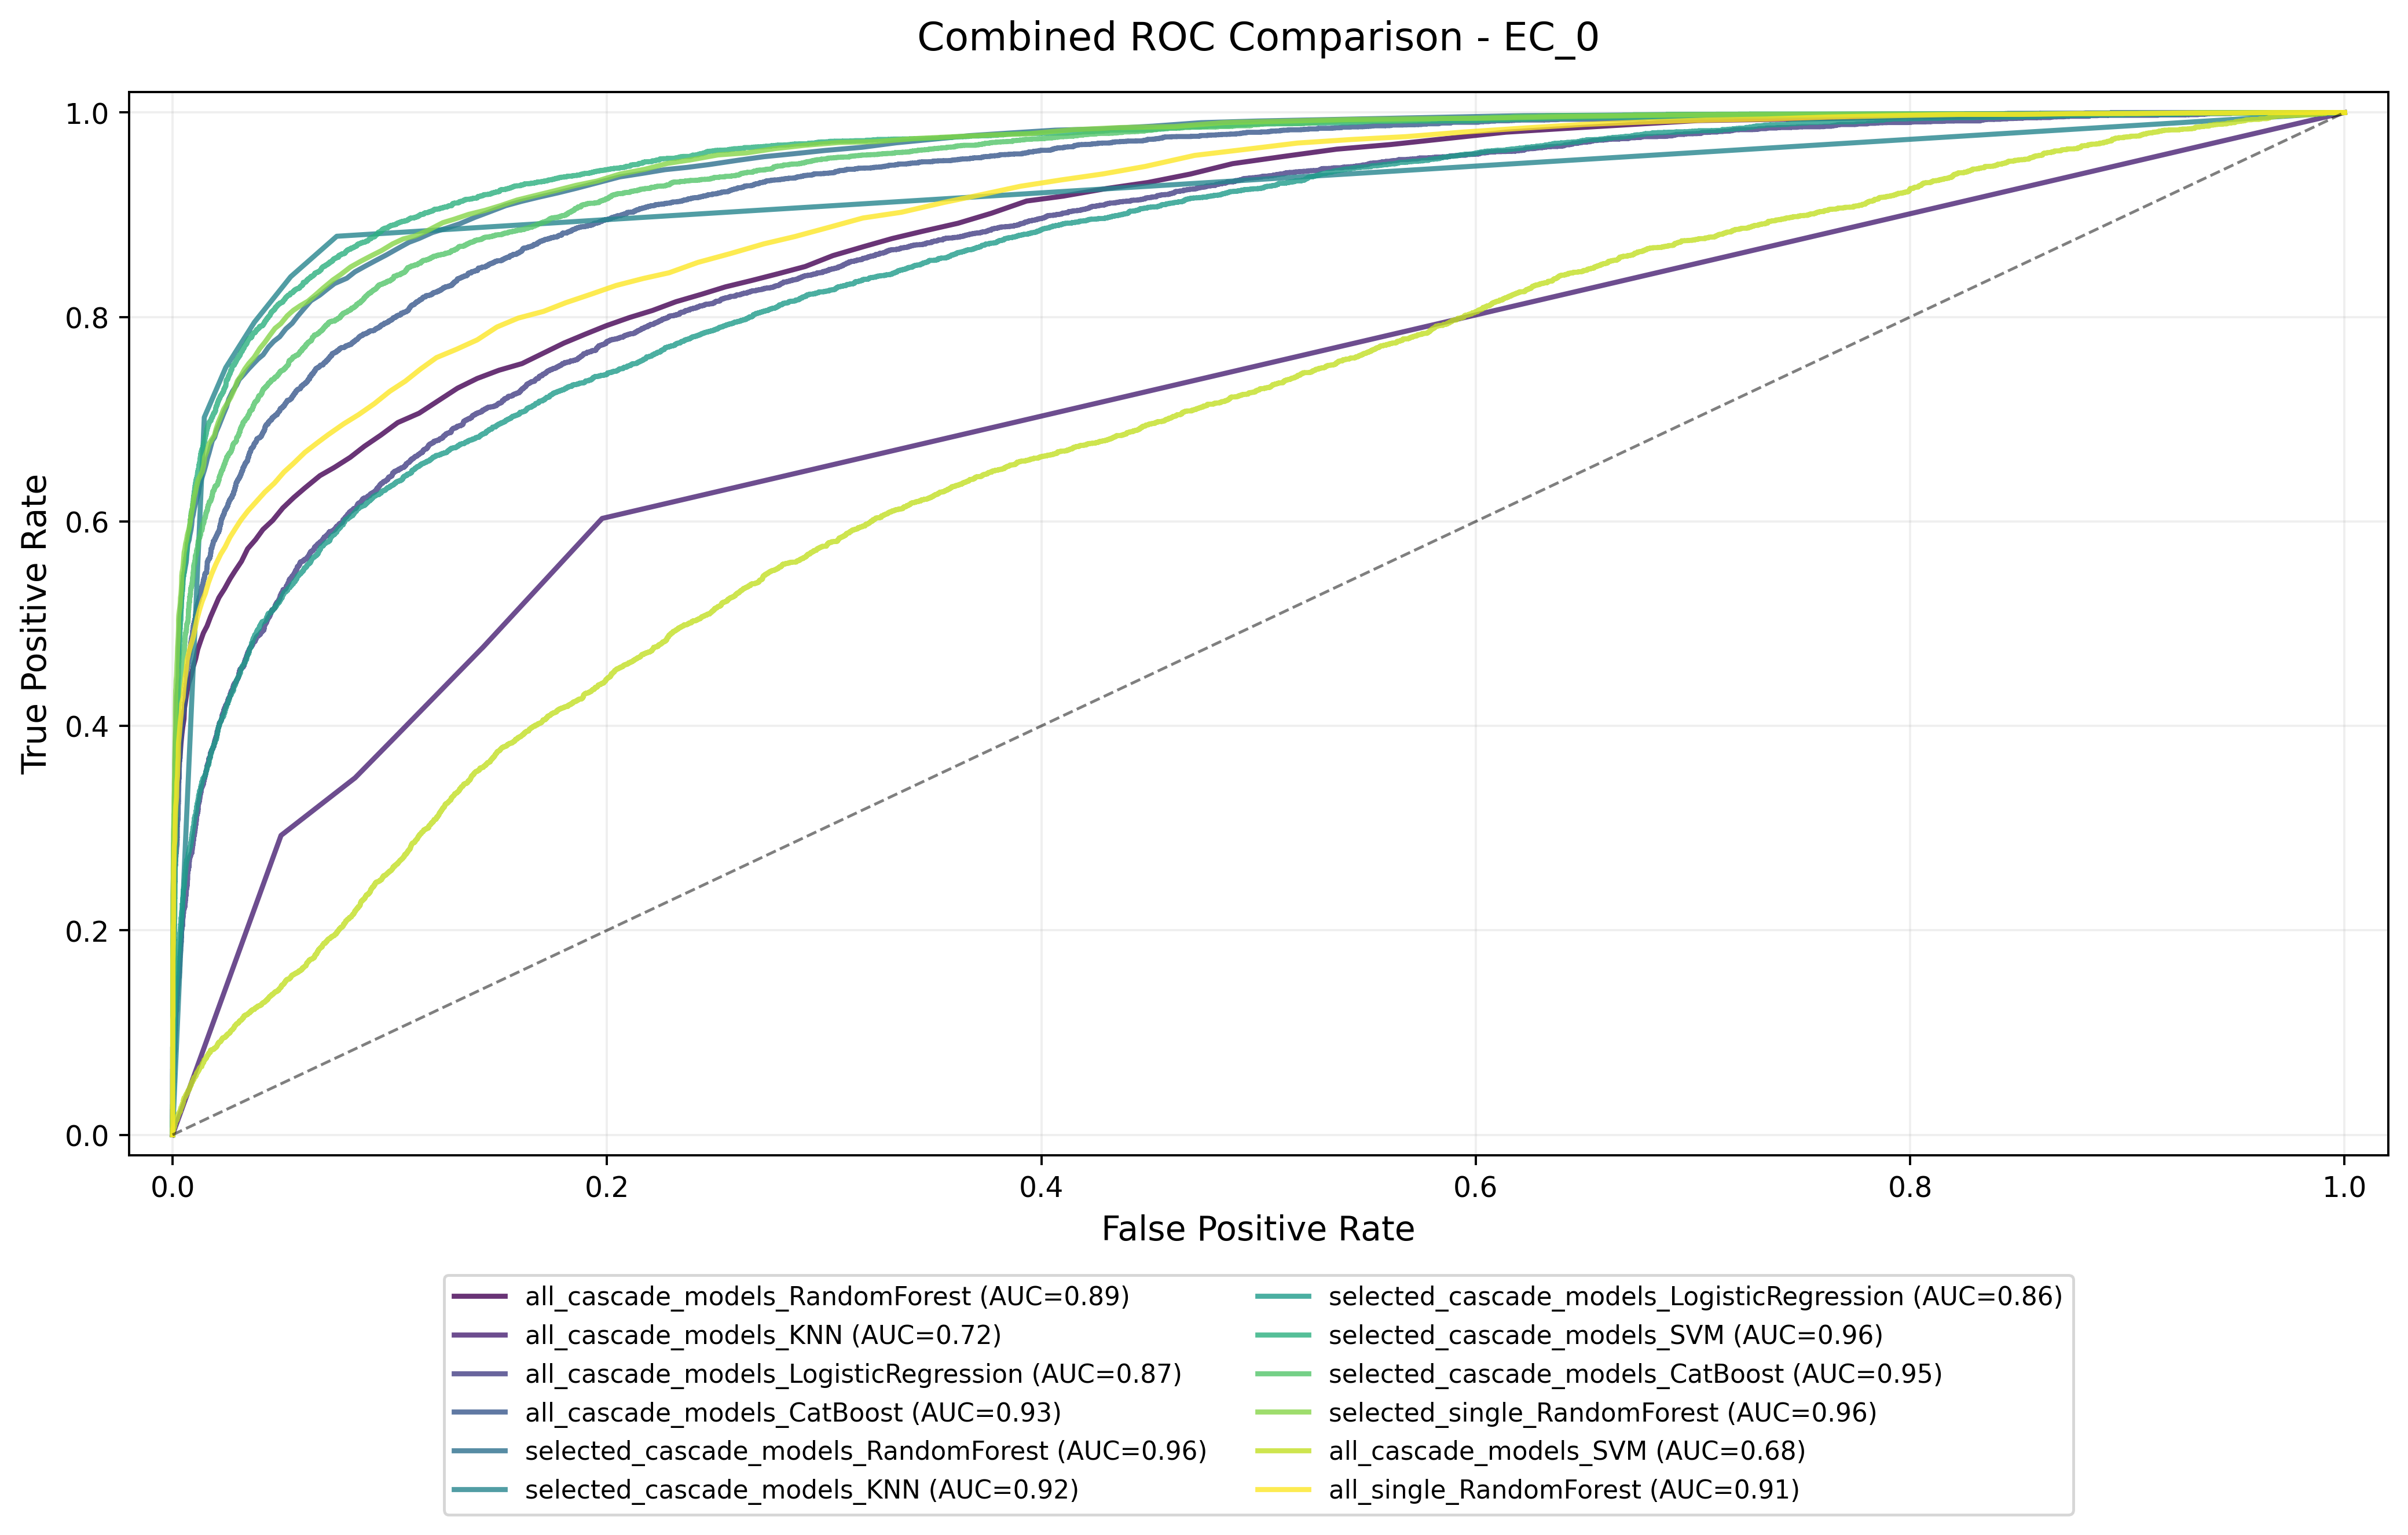 Combined ROC Comparison - EC_0
True Positive Rate
1.0
0.8
0.6
0.4
0.2
0.0
0.0 0.2 0.4 0.6 0.8 1.0
False Positive Rate
all_cascade_models_RandomForest (AUC=0.89)
all_cascade_models_KNN (AUC=0.72)
all_cascade_models_LogisticRegression (AUC=0.87)
all_cascade_models_CatBoost (AUC=0.93)
selected_cascade_models_RandomForest (AUC=0.96)
selected_cascade_models_KNN (AUC=0.92)
selected_cascade_models_LogisticRegression (AUC=0.86)
selected_cascade_models_SVM (AUC=0.96)
selected_cascade_models_CatBoost (AUC=0.95)
selected_single_RandomForest (AUC=0.96)
all_cascade_models_SVM (AUC=0.68)
all_single_RandomForest (AUC=0.91)